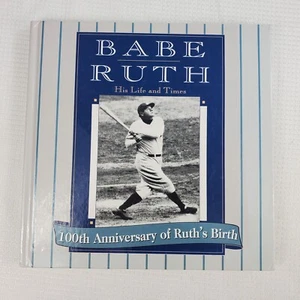 BABE
RUTH
His Life and Times
100th Anniversary of Ruth's Birth